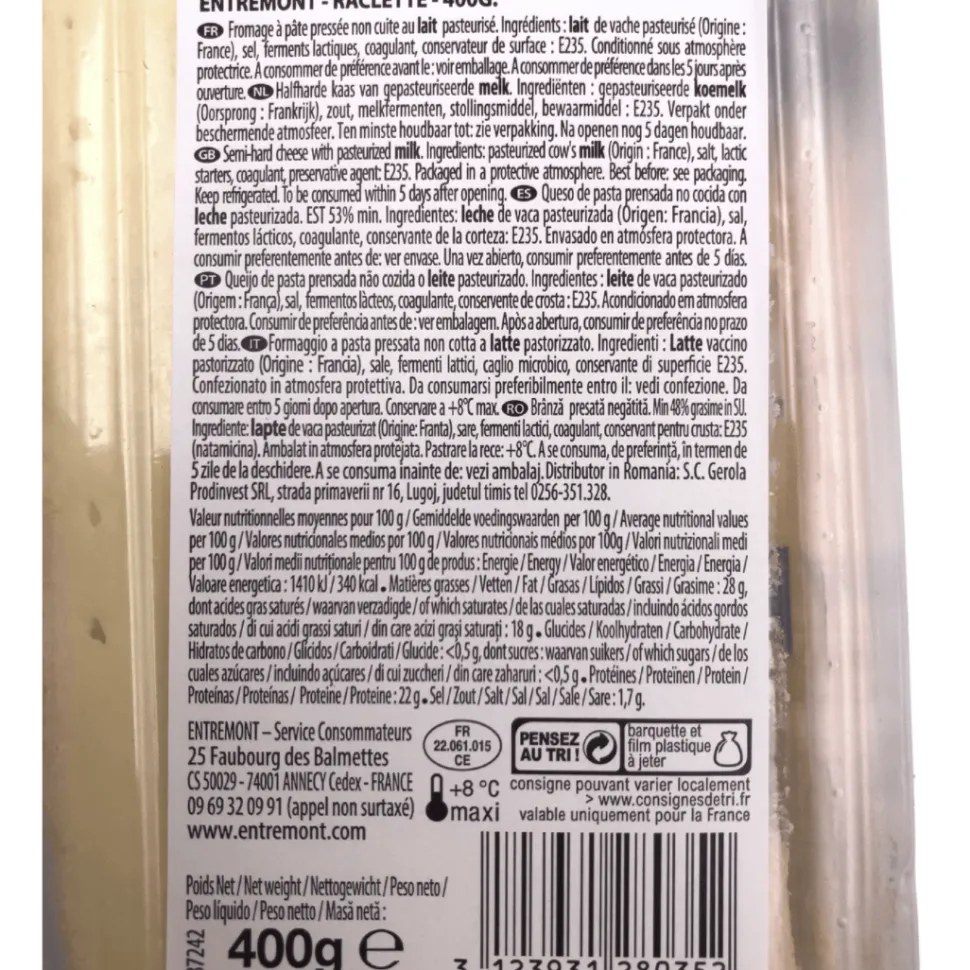 ENTREMONT - RACLETTE - 400G.
FR Fromage à pâte pressée non cuite au lait pasteurisé. Ingrédients : lait de vache pasteurisé (Origine :
France), sel, ferments lactiques, coagulant, conservateur de surface : E235. Conditionné sous atmosphère
protectrice. A consommer de préférence avant le : voir emballage. A consommer de préférence dans les 5 jours après
ouverture. NL Halfharde kaas van gepasteuriseerde melk. Ingrediënten : gepasteuriseerde koemelk
(Oorsprong : Frankrijk), zout, melkfermenten, stollingsmiddel, bewaarmiddel : E235. Verpakt onder
beschermende atmosfeer. Ten minste houdbaar tot: zie verpakking. Na openen nog 5 dagen houdbaar.
GB Semi-hard cheese with pasteurized milk. Ingredients: pasteurized cow's milk (Origin : France), salt, lactic
starters, coagulant, preservative agent: E235. Packaged in a protective atmosphere. Best before: see packaging.
Keep refrigerated. To be consumed within 5 days after opening. ES Queso de pasta prensada no cocida con
leche pasteurizada. EST 53% min. Ingredientes: leche de vaca pasteurizada (Origen: Francia), sal,
fermentos lácticos, coagulante, conservante de la corteza: E235. Envasado en atmósfera protectora. A
consumir preferentemente antes de: ver envase. Una vez abierto, consumir preferentemente antes de 5 días.
PT Queijo de pasta prensada não cozida o leite pasteurizado. Ingredientes : leite de vaca pasteurizado
(Origem : França), sal, fermentos làcteos, coagulante, conservente de crosta : E235. Acondicionado em atmosfera
protectora. Consumir de preferência antes de : ver embalagem. Após a abertura, consumir de preferência no prazo
de 5 dias. IT Formaggio a pasta pressata non cotta a latte pastorizzato. Ingredienti : Latte vaccino
pastorizzato (Origine : Francia), sale, fermenti lattici, caglio microbico, conservante di superficie E235.
Confezionato in atmosfera protettiva. Da consumarsi preferibilmente entro il: vedi confezione. Da
consumare entro 5 giorni dopo apertura. Conservare a +8°C max. RO Brânză presată negătită. Min 48% grasime in SU.
Ingrediente: lapte de vaca pasteurizat (Origine: Franta), sare, fermenti lactici, coagulant, conservant pentru crusta: E235
(natamicina). Ambalat in atmosfera protejata. Pastrare la rece: +8°C. A se consuma, de preferință, în termen de
5 zile de la deschidere. A se consuma înainte de: vezi ambalaj. Distributor in Romania: S.C. Gerola
Prodinvest SRL, strada primaverii nr 16, Lugoj, judetul timis tel 0256-351.328.
Valeur nutritionnelles moyennes pour 100 g / Gemiddelde voedingswaarden per 100 g / Average nutritional values
per 100 g / Valores nutricionales medios por 100 g / Valores nutricionais médios por 100g / Valori nutrizionali medi
per 100 g / Valori medii nutriționale pentru 100 g de produs : Energie / Energy / Valor energético / Energia / Energia /
Valoare energetica : 1410 kJ / 340 kcal • Matières grasses / Vetten / Fat / Grasas / Lípidos / Grassi / Grasime : 28 g,
dont acides gras saturés / waarvan verzadigde / of which saturates / de las cuales saturadas / incluindo ácidos gordos
saturados / di cui acidi grassi saturi / din care acizi grași saturați : 18 g • Glucides / Koolhydraten / Carbohydrate /
Hidratos de carbono / Glícidos / Carboidrati / Glucide : <0,5 g, dont sucres : waarvan suikers / of which sugars / de los
cuales azúcares / incluindo açúcares / di cui zuccheri / din care zaharuri : <0,5 g • Protéines / Proteïnen / Protein /
Proteínas / Proteínas / Proteine / Proteine : 22 g • Sel / Zout / Salt / Sal / Sal / Sale / Sare : 1,7 g.
ENTREMONT – Service Consommateurs
25 Faubourg des Balmettes
CS 50029 - 74001 ANNECY Cedex - FRANCE
09 69 32 09 91 (appel non surtaxé)
www.entremont.com
FR
22.061.015
CE
+8 °C
maxi
PENSEZ
AU TRI !
barquette et
film plastique
à jeter
consigne pouvant varier localement
> www.consignesdetri.fr
valable uniquement pour la France
Poids Net / Net weight / Nettogewicht / Peso neto /
Peso líquido / Peso netto / Masă netă :
37242
400g e
3 123931 280352